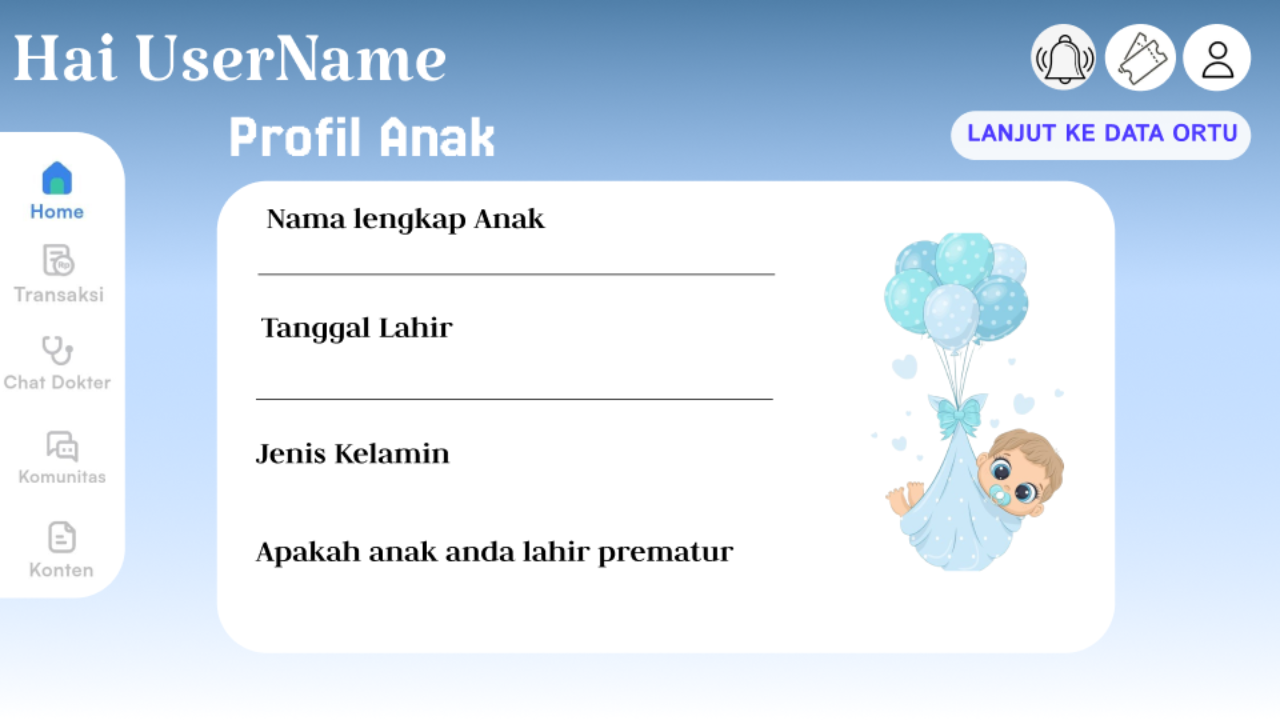 Hai UserName
Profil Anak
LANJUT KE DATA ORTU
Home
Transaksi
Rp
Chat Dokter
Komunitas
Konten
Nama lengkap Anak
Tanggal Lahir
Jenis Kelamin
Apakah anak anda lahir prematur